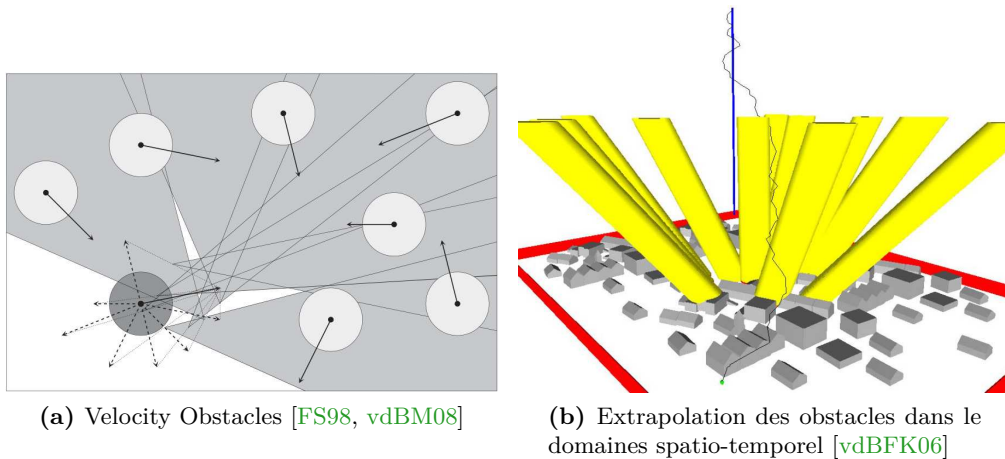 (a) Velocity Obstacles [FS98, vdBM08]
(b) Extrapolation des obstacles dans le
domaines spatio-temporel [vdBFK06]